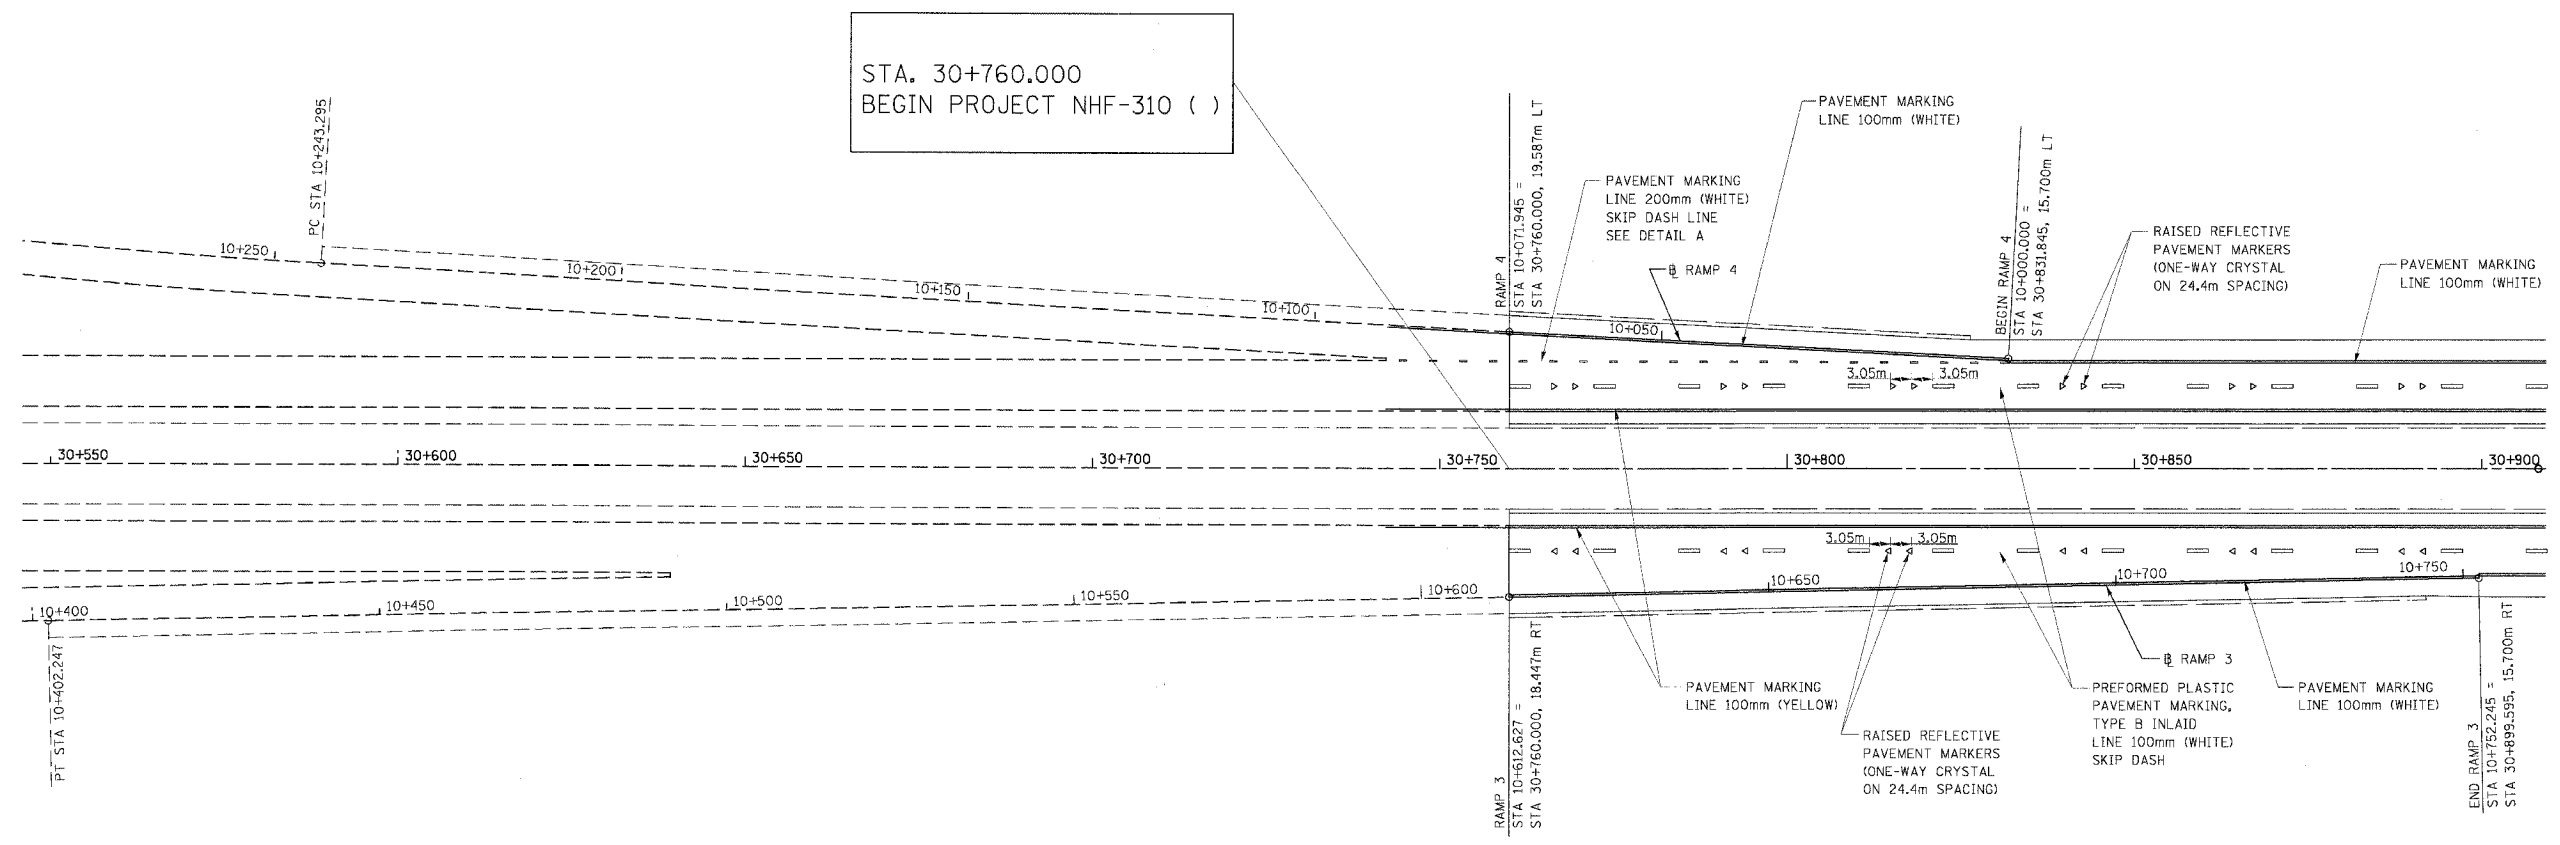 STA. 30+760.000
BEGIN PROJECT NHF-310 ( )
PC STA 10+243.295
RAMP 4
STA 10+071.945 =
STA 30+760.000, 19.587m LT
PAVEMENT MARKING
LINE 100mm (WHITE)
PAVEMENT MARKING
LINE 200mm (WHITE)
SKIP DASH LINE
SEE DETAIL A
℄ RAMP 4
BEGIN RAMP 4
STA 10+000.000 =
STA 30+831.845, 15.700m LT
RAISED REFLECTIVE
PAVEMENT MARKERS
(ONE-WAY CRYSTAL
ON 24.4m SPACING)
PAVEMENT MARKING
LINE 100mm (WHITE)
10+250
10+200
10+150
10+100
10+050
3.05m
3.05m
30+550
30+600
30+650
30+700
30+750
30+800
30+850
30+900
3.05m
3.05m
10+400
10+450
10+500
10+550
10+600
10+650
10+700
10+750
PT STA 10+402.247
RAMP 3
STA 10+612.627 =
STA 30+760.000, 18.447m RT
PAVEMENT MARKING
LINE 100mm (YELLOW)
RAISED REFLECTIVE
PAVEMENT MARKERS
(ONE-WAY CRYSTAL
ON 24.4m SPACING)
℄ RAMP 3
PREFORMED PLASTIC
PAVEMENT MARKING,
TYPE B INLAID
LINE 100mm (WHITE)
SKIP DASH
PAVEMENT MARKING
LINE 100mm (WHITE)
END RAMP 3
STA 10+752.245 =
STA 30+899.595, 15.700m RT